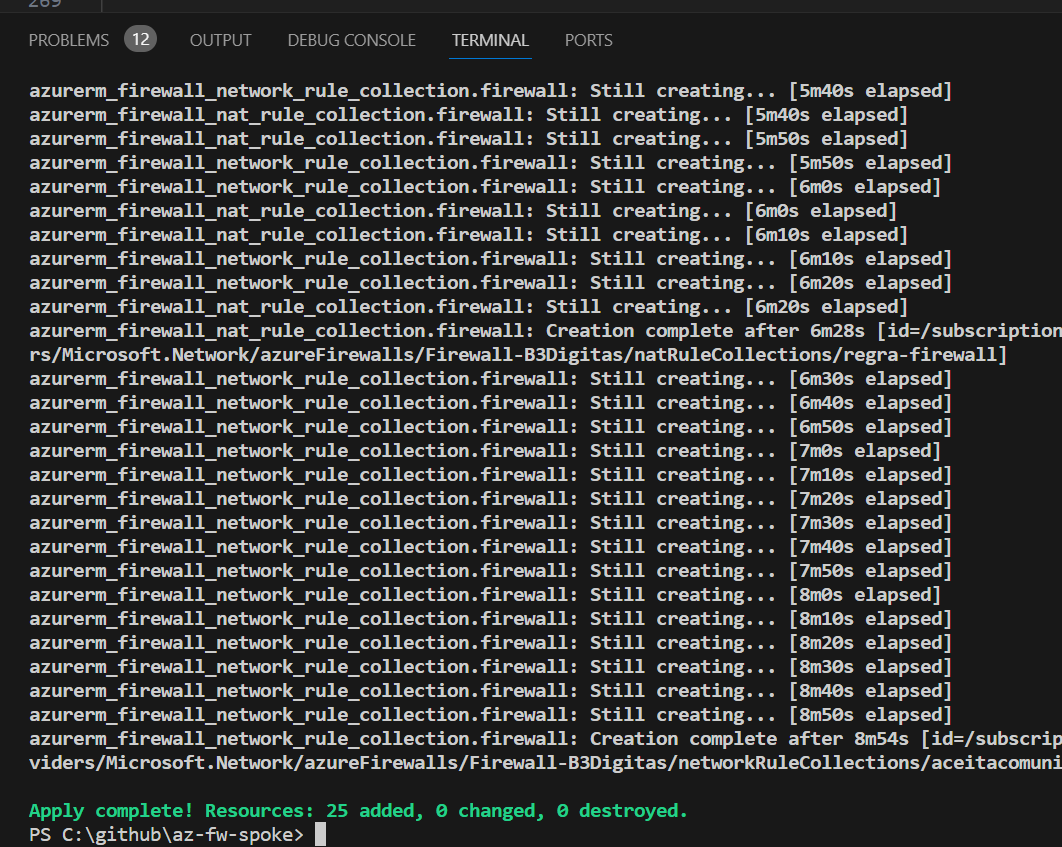 269
PROBLEMS 12 OUTPUT DEBUG CONSOLE TERMINAL PORTS
azurerm_firewall_network_rule_collection.firewall: Still creating... [5m40s elapsed]
azurerm_firewall_nat_rule_collection.firewall: Still creating... [5m40s elapsed]
azurerm_firewall_nat_rule_collection.firewall: Still creating... [5m50s elapsed]
azurerm_firewall_network_rule_collection.firewall: Still creating... [5m50s elapsed]
azurerm_firewall_network_rule_collection.firewall: Still creating... [6m0s elapsed]
azurerm_firewall_nat_rule_collection.firewall: Still creating... [6m0s elapsed]
azurerm_firewall_nat_rule_collection.firewall: Still creating... [6m10s elapsed]
azurerm_firewall_network_rule_collection.firewall: Still creating... [6m10s elapsed]
azurerm_firewall_network_rule_collection.firewall: Still creating... [6m20s elapsed]
azurerm_firewall_nat_rule_collection.firewall: Still creating... [6m20s elapsed]
azurerm_firewall_nat_rule_collection.firewall: Creation complete after 6m28s [id=/subscription
rs/Microsoft.Network/azureFirewalls/Firewall-B3Digitas/natRuleCollections/regra-firewall]
azurerm_firewall_network_rule_collection.firewall: Still creating... [6m30s elapsed]
azurerm_firewall_network_rule_collection.firewall: Still creating... [6m40s elapsed]
azurerm_firewall_network_rule_collection.firewall: Still creating... [6m50s elapsed]
azurerm_firewall_network_rule_collection.firewall: Still creating... [7m0s elapsed]
azurerm_firewall_network_rule_collection.firewall: Still creating... [7m10s elapsed]
azurerm_firewall_network_rule_collection.firewall: Still creating... [7m20s elapsed]
azurerm_firewall_network_rule_collection.firewall: Still creating... [7m30s elapsed]
azurerm_firewall_network_rule_collection.firewall: Still creating... [7m40s elapsed]
azurerm_firewall_network_rule_collection.firewall: Still creating... [7m50s elapsed]
azurerm_firewall_network_rule_collection.firewall: Still creating... [8m0s elapsed]
azurerm_firewall_network_rule_collection.firewall: Still creating... [8m10s elapsed]
azurerm_firewall_network_rule_collection.firewall: Still creating... [8m20s elapsed]
azurerm_firewall_network_rule_collection.firewall: Still creating... [8m30s elapsed]
azurerm_firewall_network_rule_collection.firewall: Still creating... [8m40s elapsed]
azurerm_firewall_network_rule_collection.firewall: Still creating... [8m50s elapsed]
azurerm_firewall_network_rule_collection.firewall: Creation complete after 8m54s [id=/subscrip
viders/Microsoft.Network/azureFirewalls/Firewall-B3Digitas/networkRuleCollections/aceitacomuni
Apply complete! Resources: 25 added, 0 changed, 0 destroyed.
PS C:\github\az-fw-spoke>